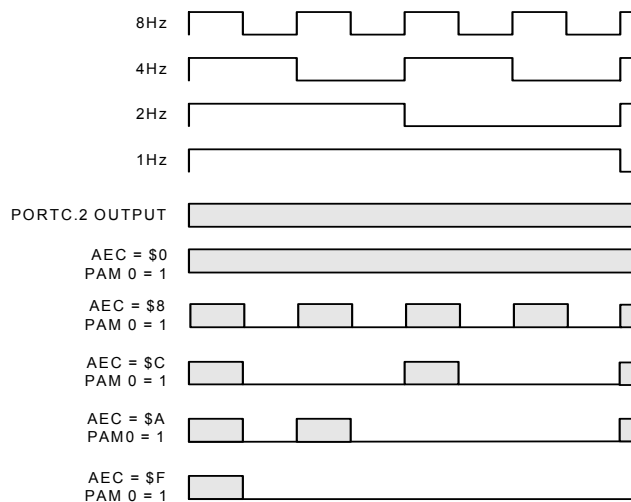 8Hz
4Hz
2Hz
1Hz
PORTC.2 OUTPUT
AEC = $0
PAM 0 = 1
AEC = $8
PAM 0 = 1
AEC = $C
PAM 0 = 1
AEC = $A
PAM0 = 1
AEC = $F
PAM 0 = 1